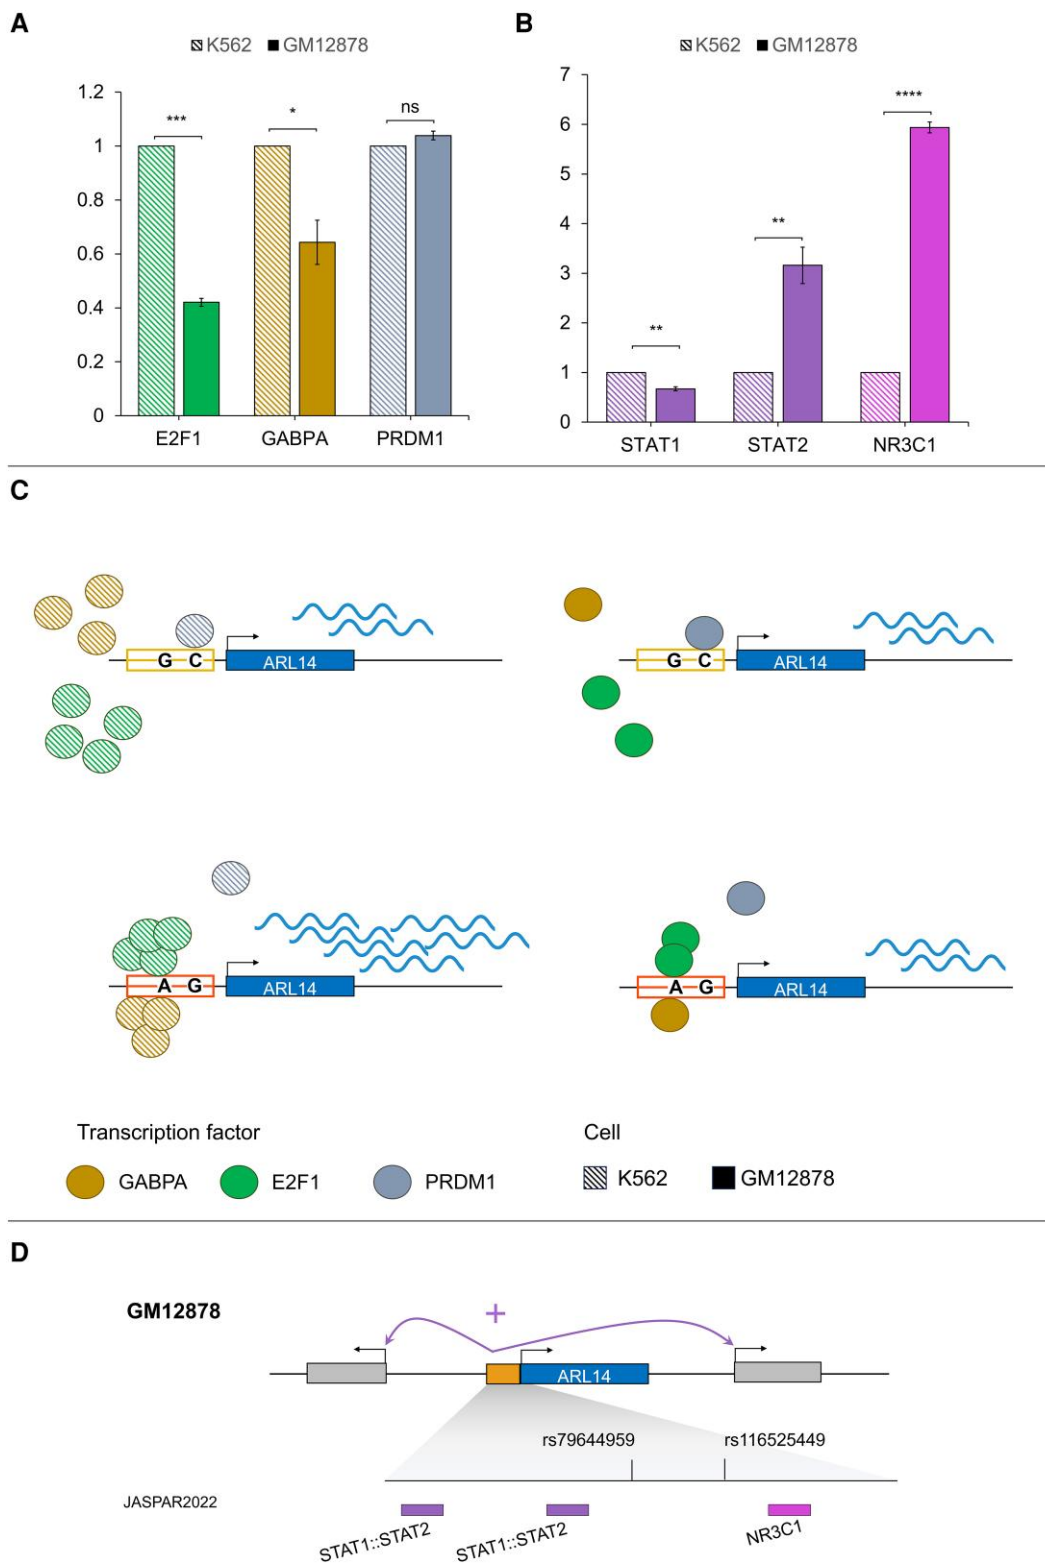 A
B
K562 GM12878
K562 GM12878
1.2
1
0.8
0.6
0.4
0.2
0
***
*
ns
E2F1 GABPA PRDM1
7
6
5
4
3
2
1
0
**
**
****
STAT1 STAT2 NR3C1
C
G C ARL14
G C ARL14
A G ARL14
A G ARL14
Transcription factor
GABPA E2F1 PRDM1
Cell
K562 GM12878
D
GM12878
+
ARL14
rs79644959 rs116525449
JASPAR2022
STAT1::STAT2 STAT1::STAT2 NR3C1